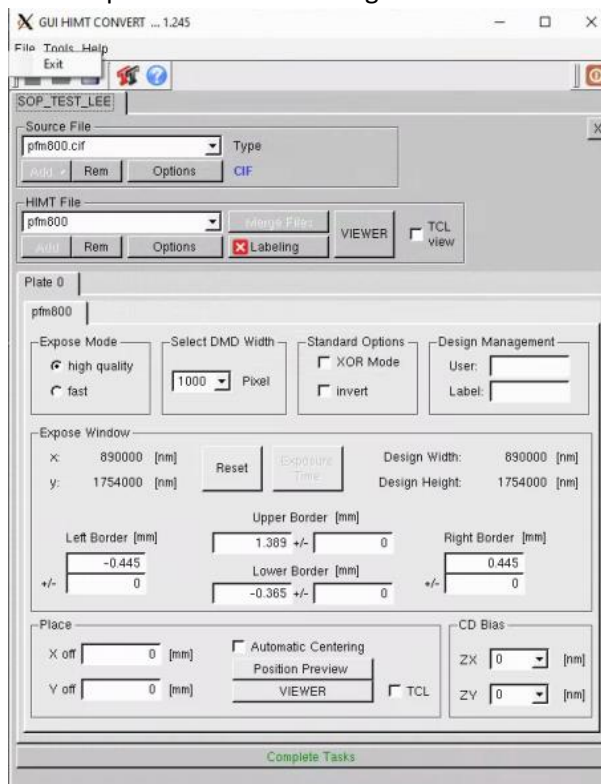 GUI HIMT CONVERT ... 1.245
File Tools Help
Exit
SOP_TEST_LEE
Source File
pfm800.cif Type
Add Rem Options CIF
HIMT File
pfm800 Merge Files VIEWER TCL view
Add Rem Options Labeling
Plate 0
pfm800
Expose Mode Select DMD Width Standard Options Design Management
high quality 1000 Pixel XOR Mode User:
fast invert Label:
Expose Window
x: 890000 [nm] Reset Exposure Time Design Width: 890000 [nm]
y: 1754000 [nm] Design Height: 1754000 [nm]
Upper Border [mm]
Left Border [mm] 1.389 +/- 0 Right Border [mm]
-0.445 Lower Border [mm] 0.445
+/- 0 -0.365 +/- 0 +/- 0
Place CD Bias
X off 0 [mm] Automatic Centering ZX 0 [nm]
Position Preview
Y off 0 [mm] VIEWER TCL ZY 0 [nm]
Complete Tasks